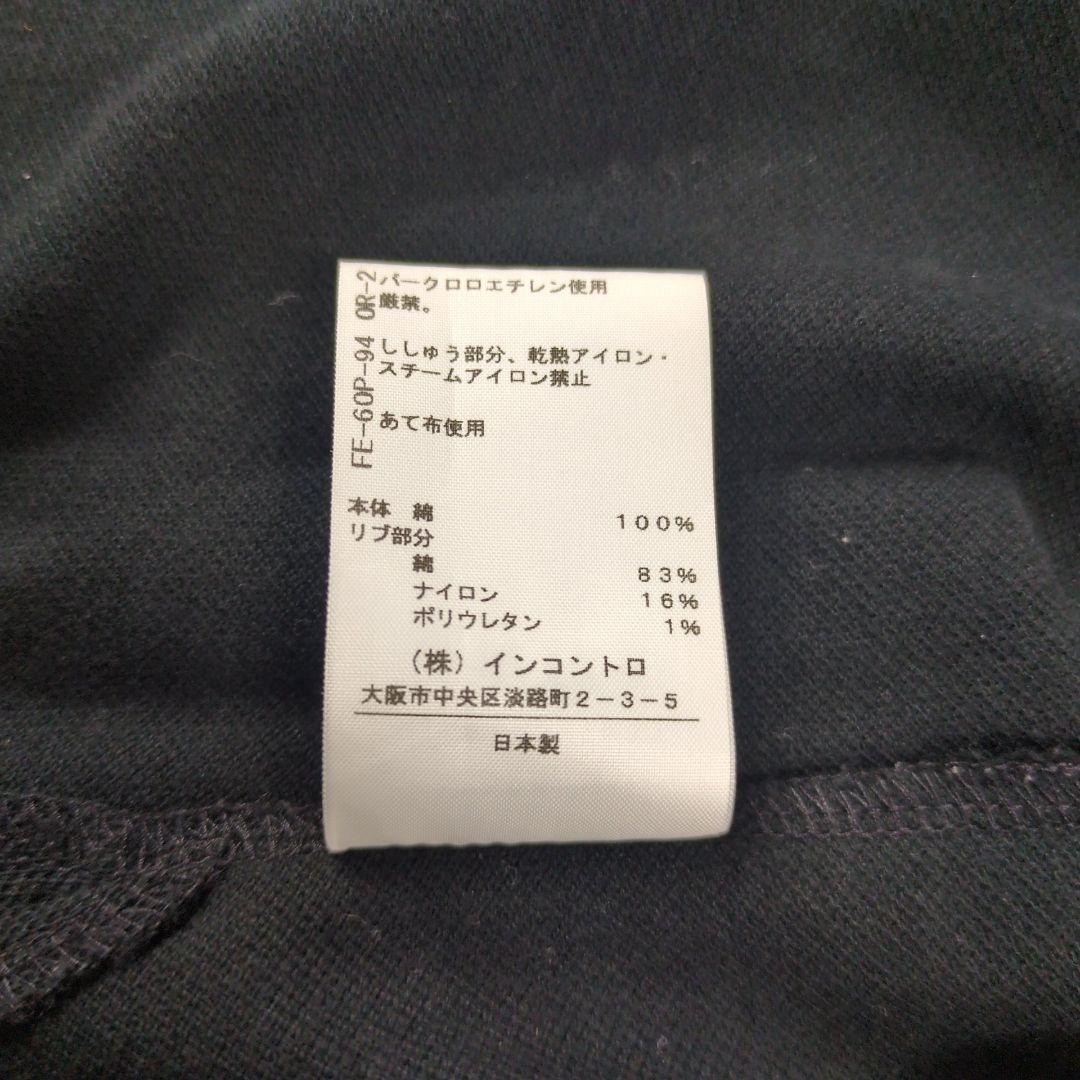 FE-60P-94 OR-2
パークロロエチレン使用
厳禁。
ししゅう部分、乾熱アイロン・
スチームアイロン禁止
あて布使用
本体 綿 100%
リブ部分
綿 83%
ナイロン 16%
ポリウレタン 1%
(株)インコントロ
大阪市中央区淡路町2-3-5
日本製